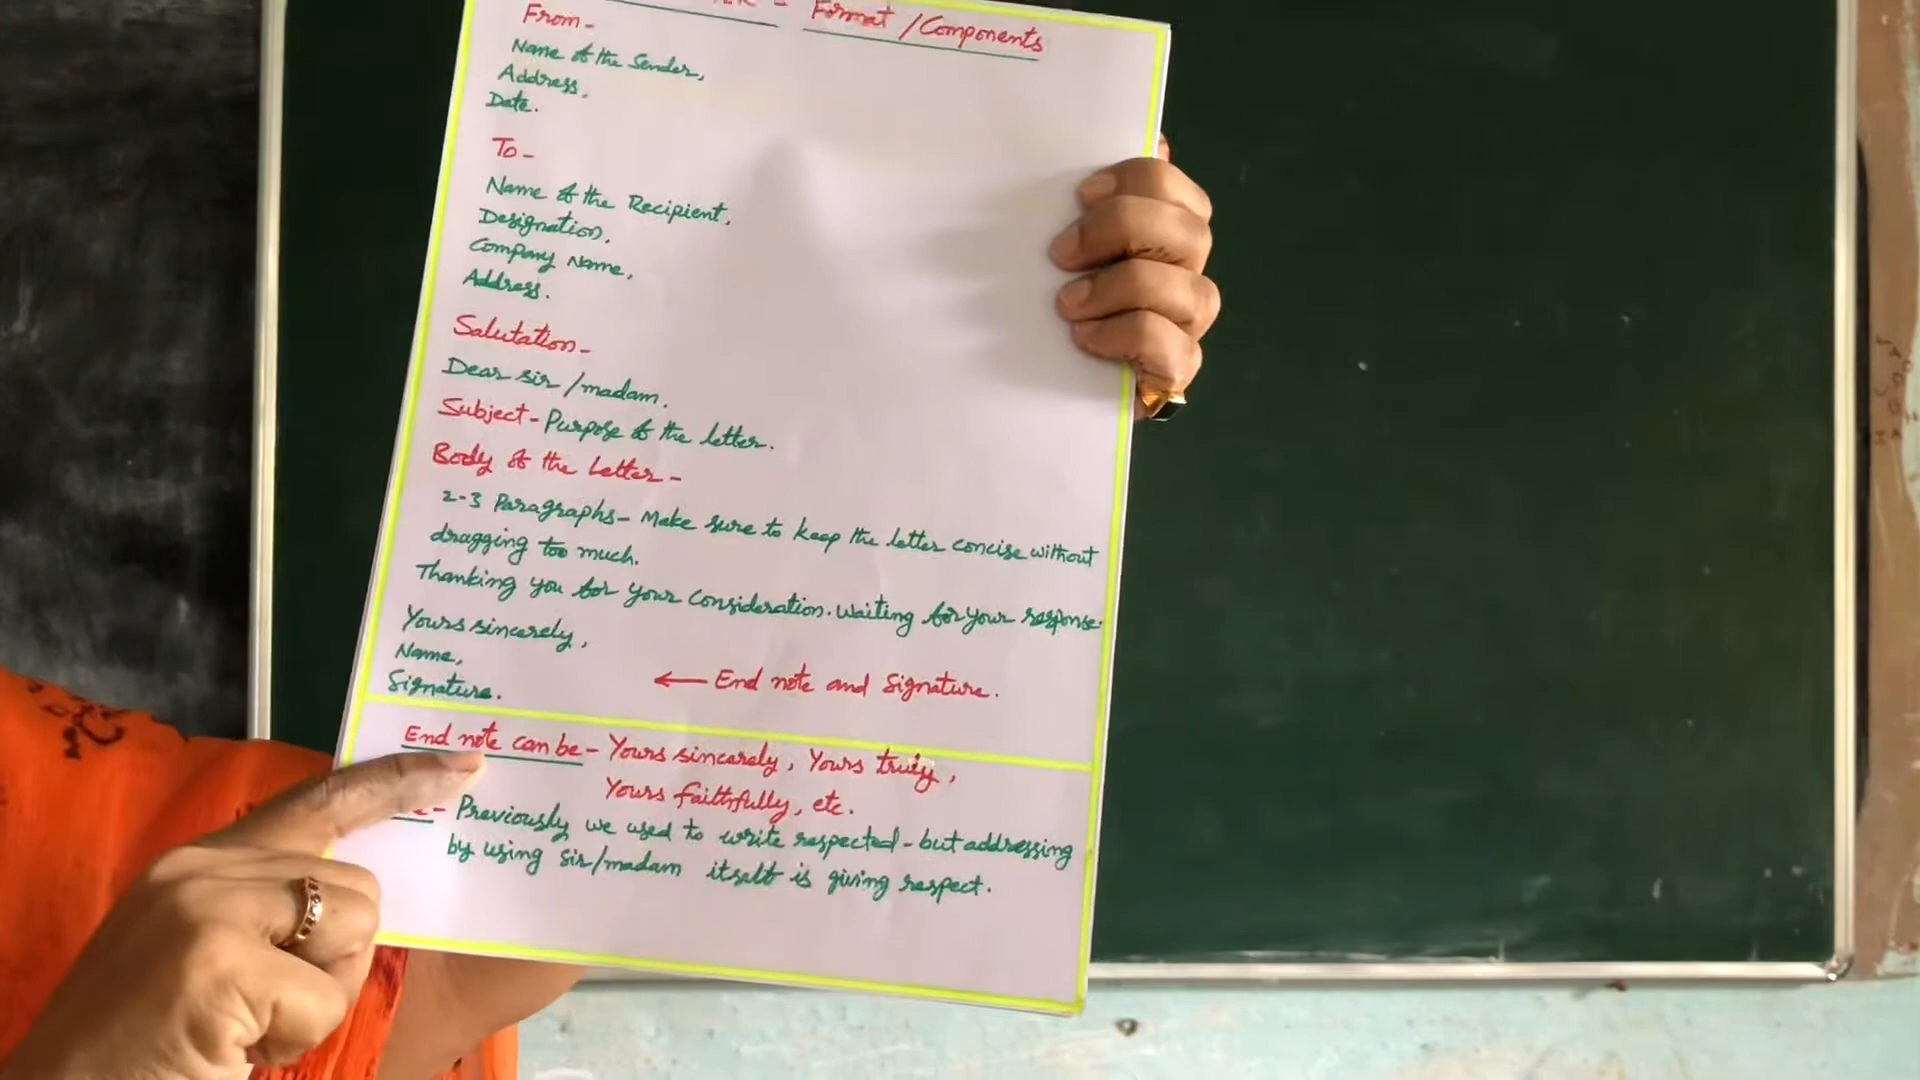 - Format / Components
From -
Name of the Sender,
Address,
Date.
To -
Name of the Recipient,
Designation,
Company Name,
Address.
Salutation -
Dear sir / madam.
Subject - Purpose of the letter.
Body of the Letter -
2-3 Paragraphs - Make sure to keep the letter concise without
dragging too much.
Thanking you for your consideration. Waiting for your response.
Yours sincerely,
Name,
Signature.
← End note and Signature.
End note can be - Yours sincerely, Yours truly,
Yours faithfully, etc.
- Previously we used to write respected - but addressing
by using sir/madam itself is giving respect.